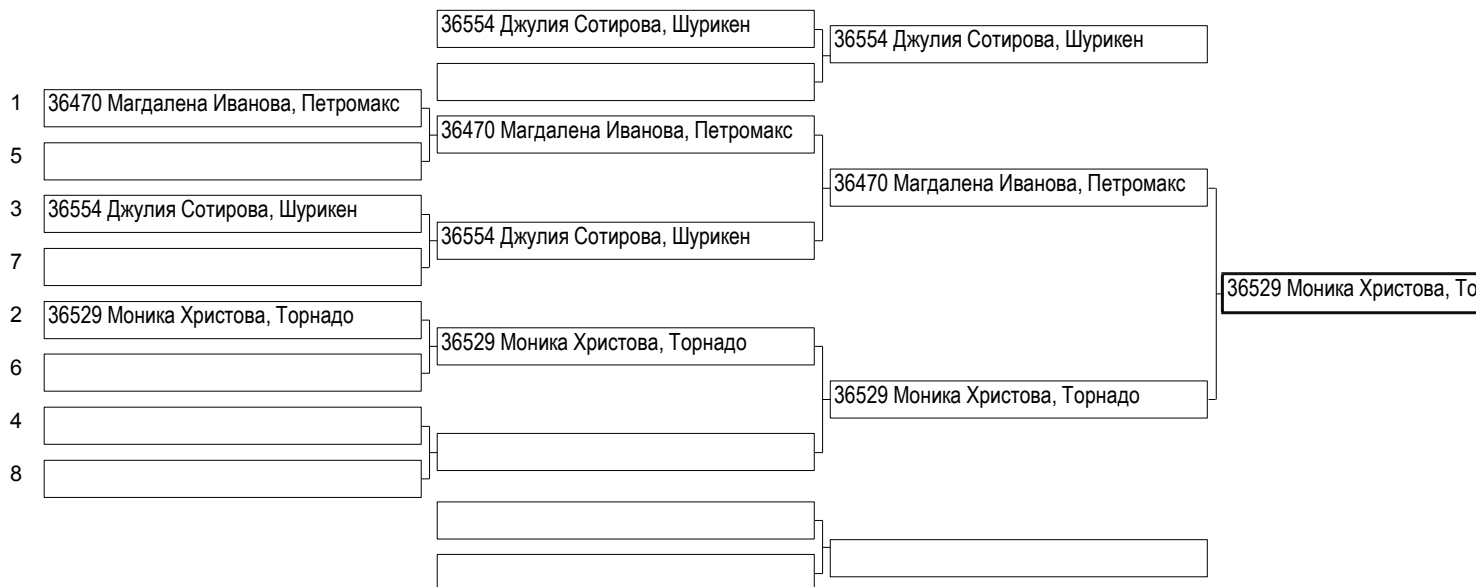 36554 Джулия Сотирова, Шурикен
36554 Джулия Сотирова, Шурикен
1 36470 Магдалена Иванова, Петромакс
36470 Магдалена Иванова, Петромакс
5
36470 Магдалена Иванова, Петромакс
3 36554 Джулия Сотирова, Шурикен
36554 Джулия Сотирова, Шурикен
7
36529 Моника Христова, То
2 36529 Моника Христова, Торнадо
36529 Моника Христова, Торнадо
6
36529 Моника Христова, Торнадо
4
8